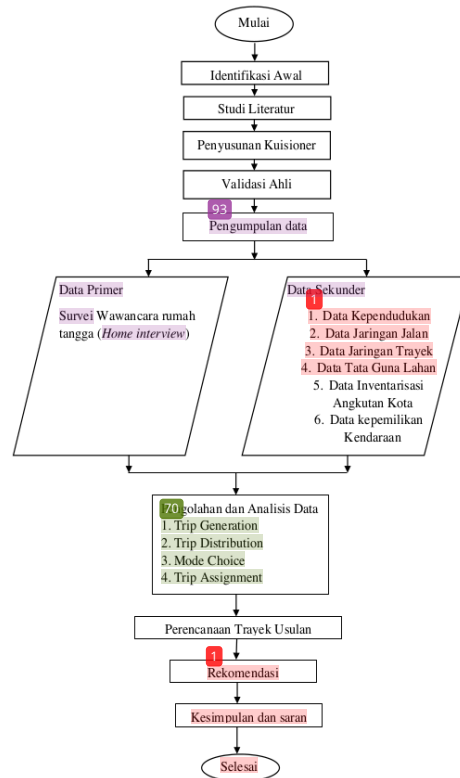 Mulai
Identifikasi Awal
Studi Literatur
Penyusunan Kuisioner
Validasi Ahli
93
Pengumpulan data
Data Primer
Survei Wawancara rumah
tangga (Home interview)
Data Sekunder
1
1. Data Kependudukan
2. Data Jaringan Jalan
3. Data Jaringan Trayek
4. Data Tata Guna Lahan
5. Data Inventarisasi
Angkutan Kota
6. Data kepemilikan
Kendaraan
70
golahan dan Analisis Data
1. Trip Generation
2. Trip Distribution
3. Mode Choice
4. Trip Assignment
Perencanaan Trayek Usulan
1
Rekomendasi
Kesimpulan dan saran
Selesai